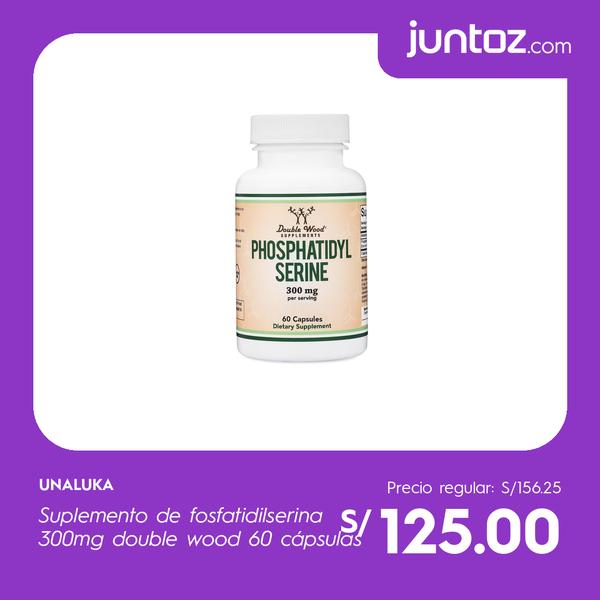 juntoz.com
Double Wood
SUPPLEMENTS
PHOSPHATIDYL
SERINE
300 mg
per serving
60 Capsules
Dietary Supplement
UNALUKA
Suplemento de fosfatidilserina
300mg double wood 60 cápsulas
Precio regular: S/156.25
S/125.00